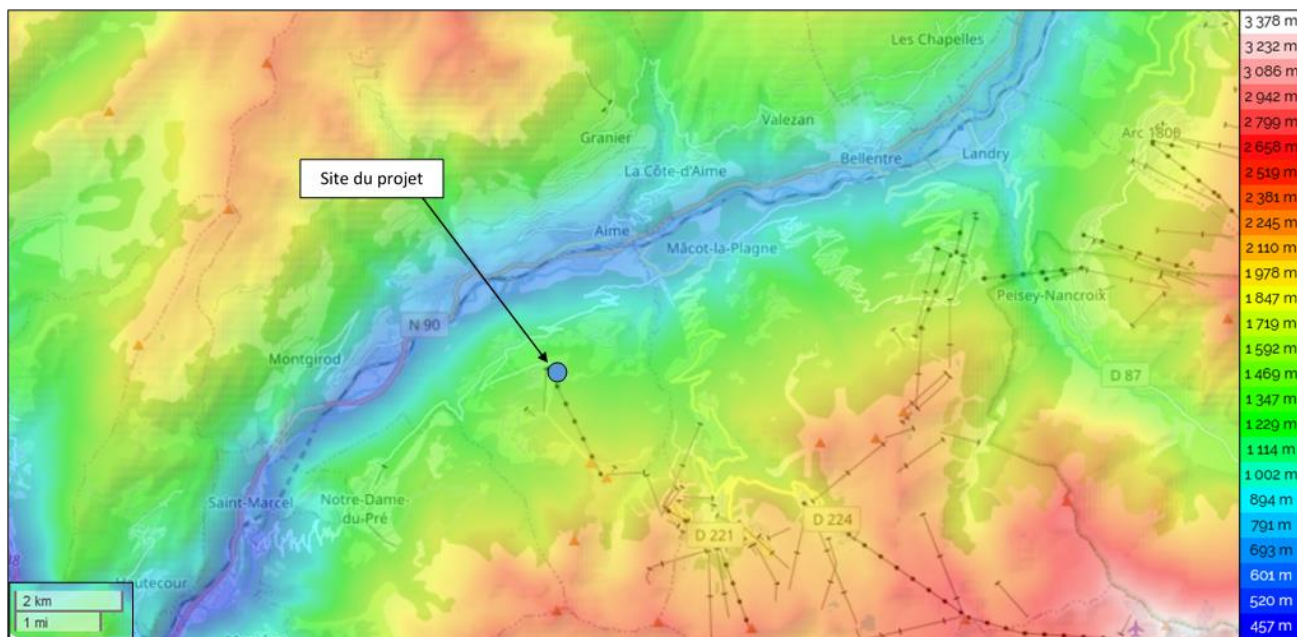 Les Chapelles
Valezan
Granier
Arc 1800
Bellentre
Landry
La Côte-d'Aime
Site du projet
Aime
Mâcot-la-Plagne
Peisey-Nancroix
N 90
Montgirod
D 87
Saint-Marcel
Notre-Dame-
du-Pré
D 224
D 221
Hautecour
2 km
1 mi
3 378 m
3 232 m
3 086 m
2 942 m
2 799 m
2 658 m
2 519 m
2 381 m
2 245 m
2 110 m
1 978 m
1 847 m
1 719 m
1 592 m
1 469 m
1 347 m
1 229 m
1 114 m
1 002 m
894 m
791 m
693 m
601 m
520 m
457 m